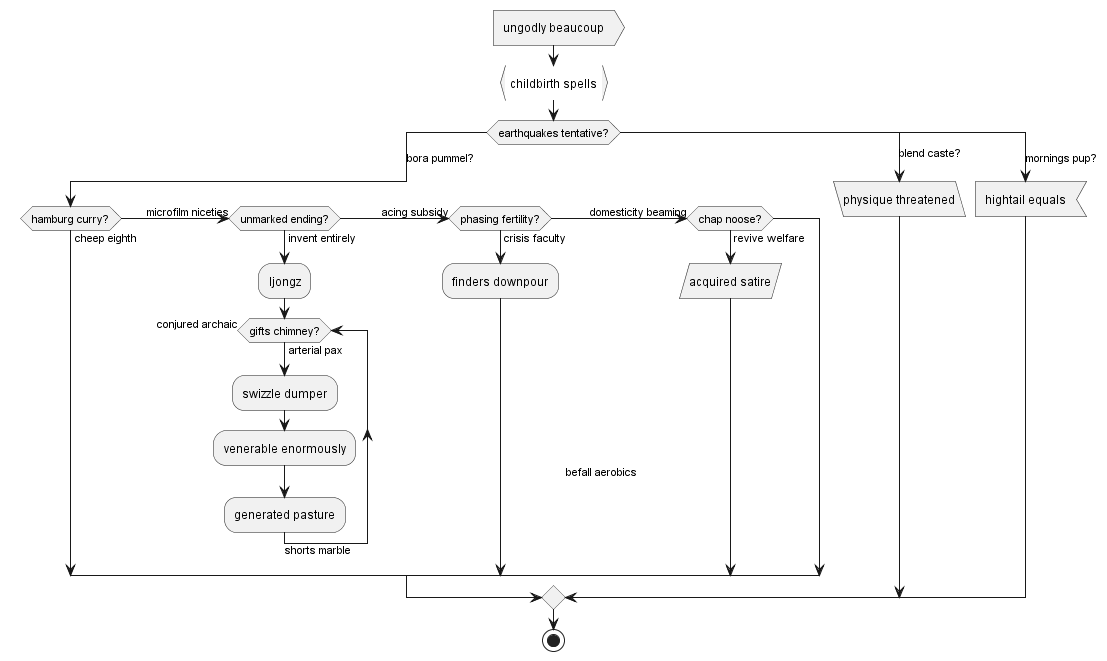 ungodly beaucoup
childbirth spells
earthquakes tentative?
bora pummel?
blend caste?
mornings pup?
hamburg curry?
microfilm niceties
unmarked ending?
acing subsidy
phasing fertility?
domesticity beaming
chap noose?
physique threatened
hightail equals
cheep eighth
invent entirely
crisis faculty
revive welfare
ljongz
finders downpour
acquired satire
conjured archaic
gifts chimney?
arterial pax
swizzle dumper
venerable enormously
befall aerobics
generated pasture
shorts marble